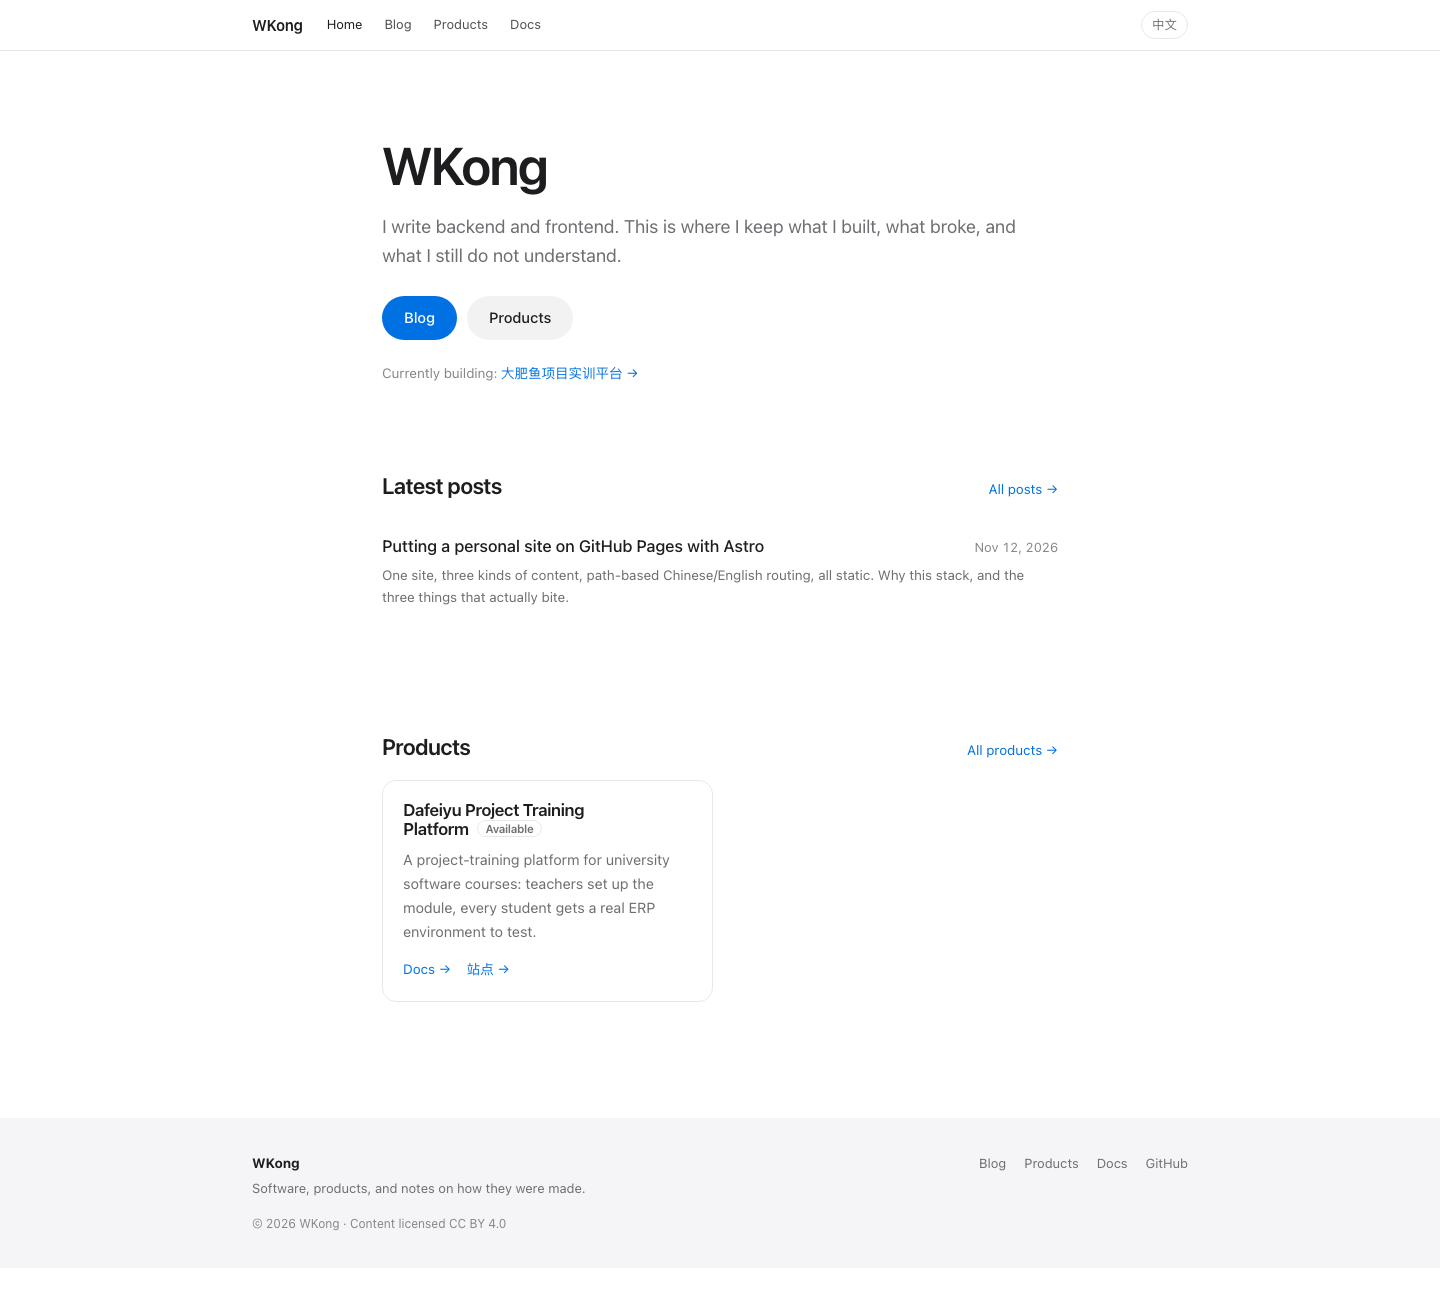 WKong Home Blog Products Docs 中文
WKong
I write backend and frontend. This is where I keep what I built, what broke, and
what I still do not understand.
Blog Products
Currently building: 大肥鱼项目实训平台 →
Latest posts All posts →
Putting a personal site on GitHub Pages with Astro Nov 12, 2026
One site, three kinds of content, path-based Chinese/English routing, all static. Why this stack, and the
three things that actually bite.
Products All products →
Dafeiyu Project Training
Platform Available
A project-training platform for university
software courses: teachers set up the
module, every student gets a real ERP
environment to test.
Docs → 站点 →
WKong Blog Products Docs GitHub
Software, products, and notes on how they were made.
© 2026 WKong · Content licensed CC BY 4.0